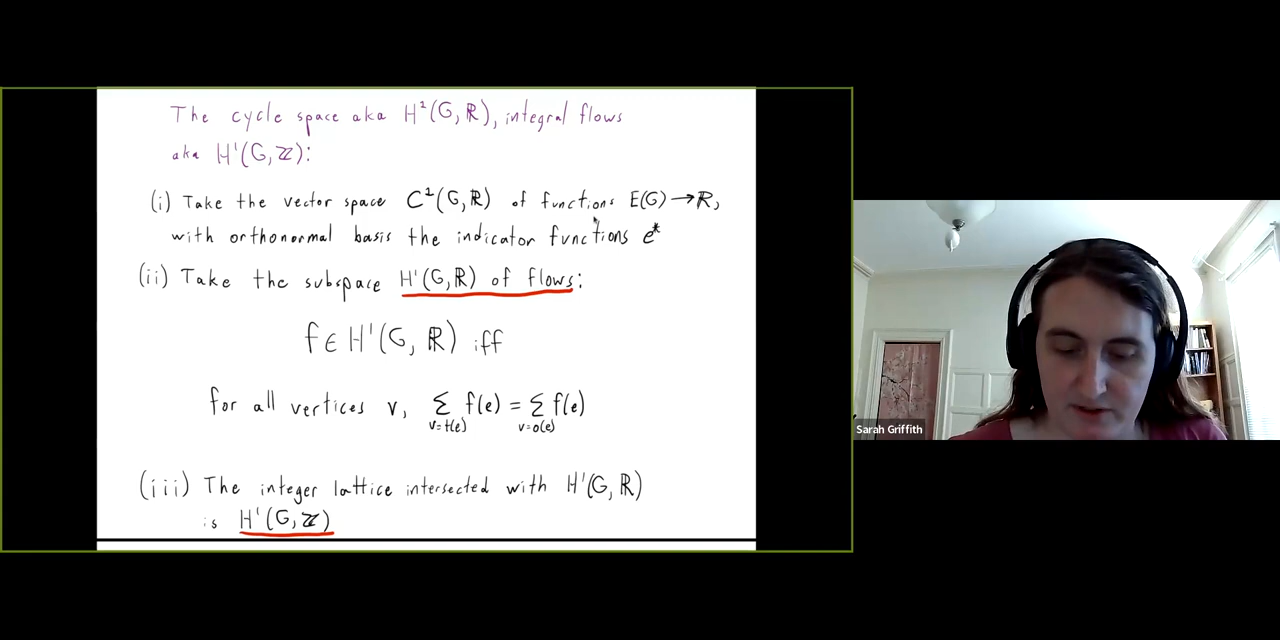 The cycle space aka H¹(G, ℝ), integral flows
aka H¹(G, ℤ):
(i) Take the vector space C¹(G, ℝ) of functions E(G) → ℝ,
with orthonormal basis the indicator functions e*
(ii) Take the subspace H¹(G, ℝ) of flows:
f ∈ H¹(G, ℝ) iff
for all vertices v, Σ f(e) = Σ f(e)
v=t(e) v=o(e)
(iii) The integer lattice intersected with H¹(G, ℝ)
is H¹(G, ℤ)
Sarah Griffith